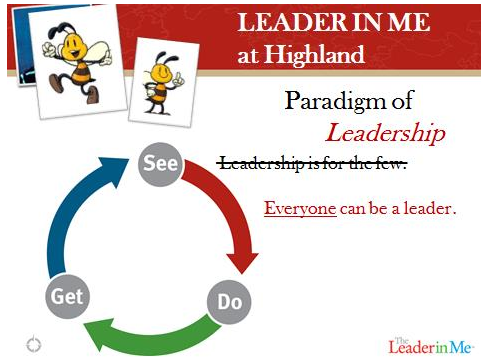 LEADER IN ME
at Highland
Paradigm of
Leadership
See
Leadership is for the few.
Everyone can be a leader.
Get
Do
The
Leader in Me